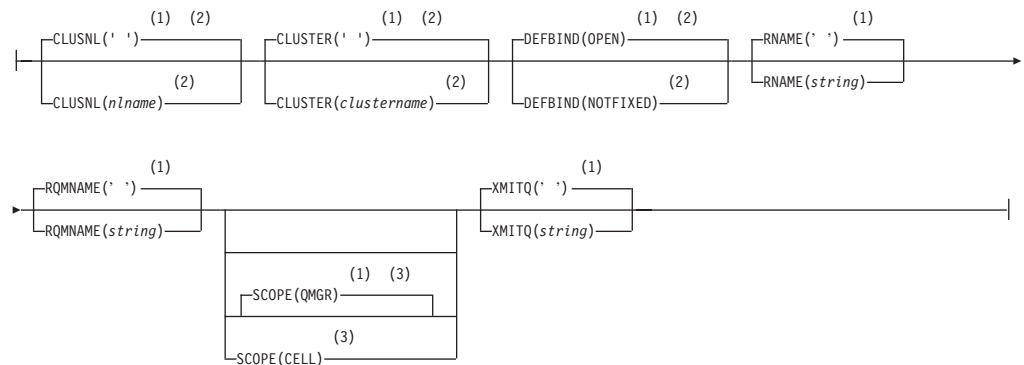 (1) (2) (1) (2) (1) (2) (1)
CLUSNL(' ') CLUSTER(' ') DEFBIND(OPEN) RNAME(’ ’)
(2) (2) (2)
CLUSNL(nlname) CLUSTER(clustername) DEFBIND(NOTFIXED) RNAME(string)
(1) (1)
RQMNAME(’ ’) XMITQ(’ ’)
RQMNAME(string) XMITQ(string)
(1) (3)
SCOPE(QMGR)
(3)
SCOPE(CELL)